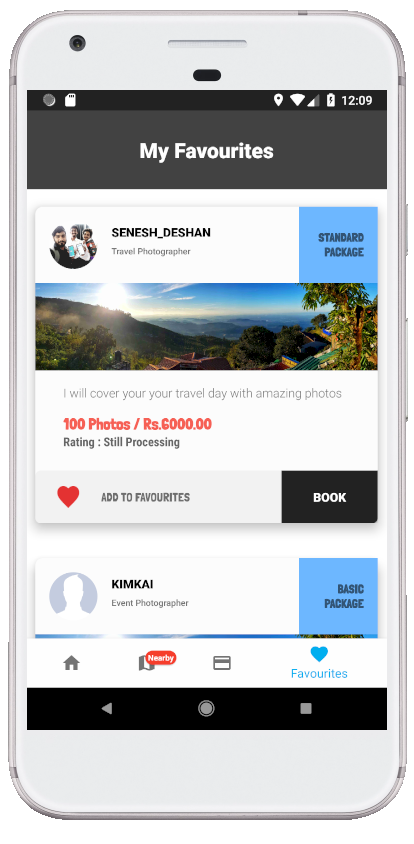 12:09
My Favourites
SENESH_DESHAN
Travel Photographer
STANDARD
PACKAGE
I will cover your your travel day with amazing photos
100 Photos / Rs.6000.00
Rating : Still Processing
ADD TO FAVOURITES
BOOK
KIMKAI
Event Photographer
BASIC
PACKAGE
Nearby
Favourites